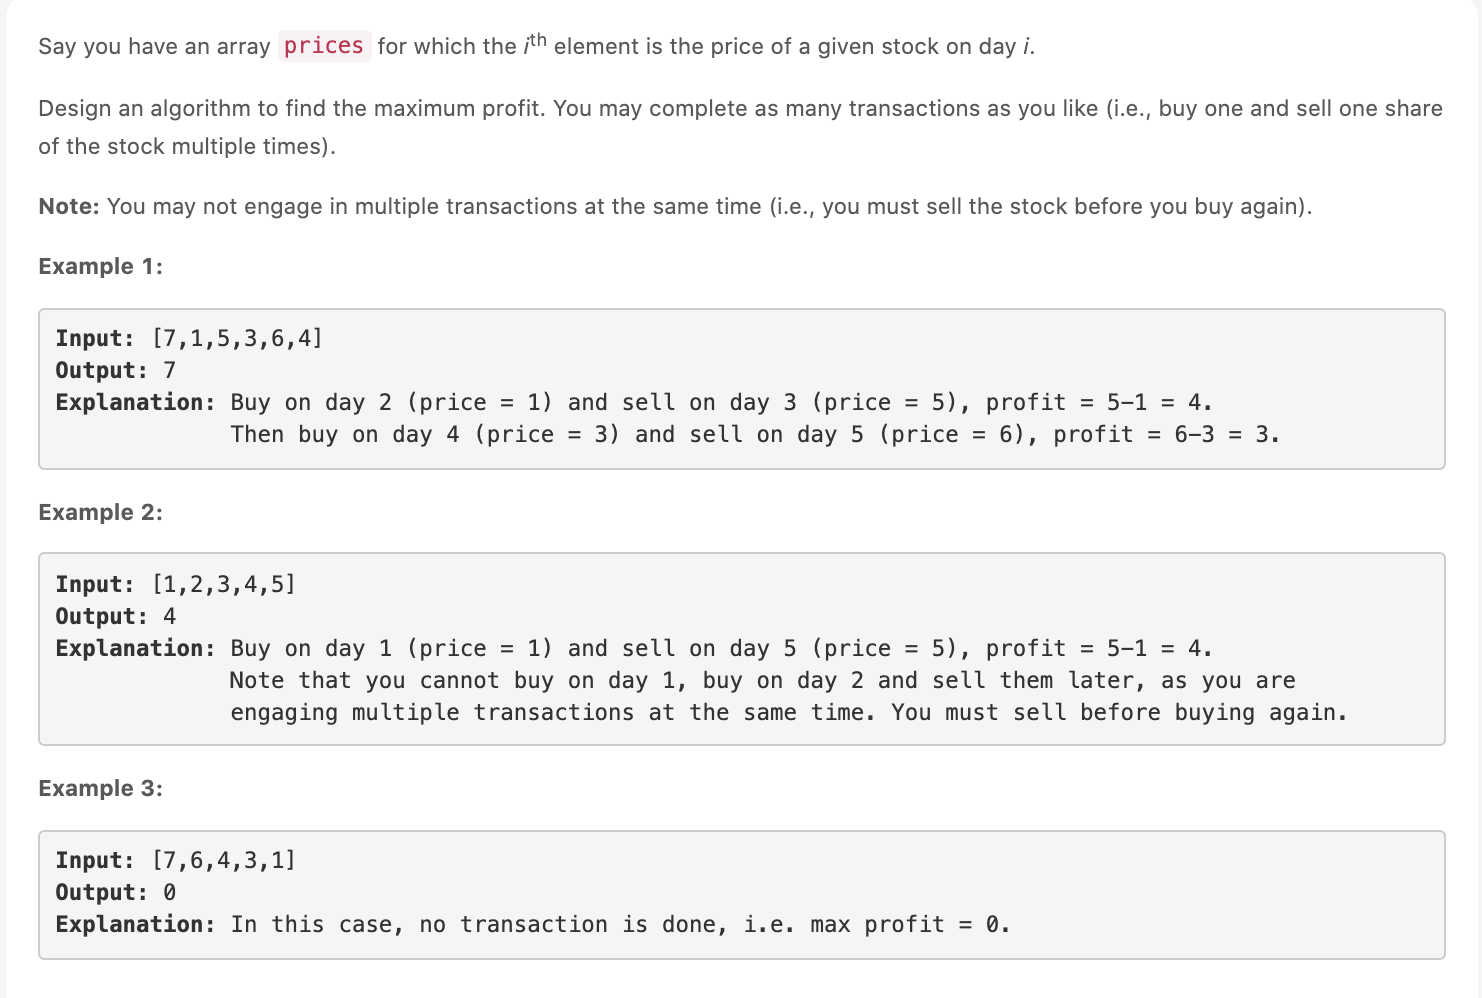 Say you have an array prices for which the ith element is the price of a given stock on day i.
Design an algorithm to find the maximum profit. You may complete as many transactions as you like (i.e., buy one and sell one share
of the stock multiple times).
Note: You may not engage in multiple transactions at the same time (i.e., you must sell the stock before you buy again).
Example 1:
Input: [7,1,5,3,6,4]
Output: 7
Explanation: Buy on day 2 (price = 1) and sell on day 3 (price = 5), profit = 5-1 = 4.
Then buy on day 4 (price = 3) and sell on day 5 (price = 6), profit = 6-3 = 3.
Example 2:
Input: [1,2,3,4,5]
Output: 4
Explanation: Buy on day 1 (price = 1) and sell on day 5 (price = 5), profit = 5-1 = 4.
Note that you cannot buy on day 1, buy on day 2 and sell them later, as you are
engaging multiple transactions at the same time. You must sell before buying again.
Example 3:
Input: [7,6,4,3,1]
Output: 0
Explanation: In this case, no transaction is done, i.e. max profit = 0.